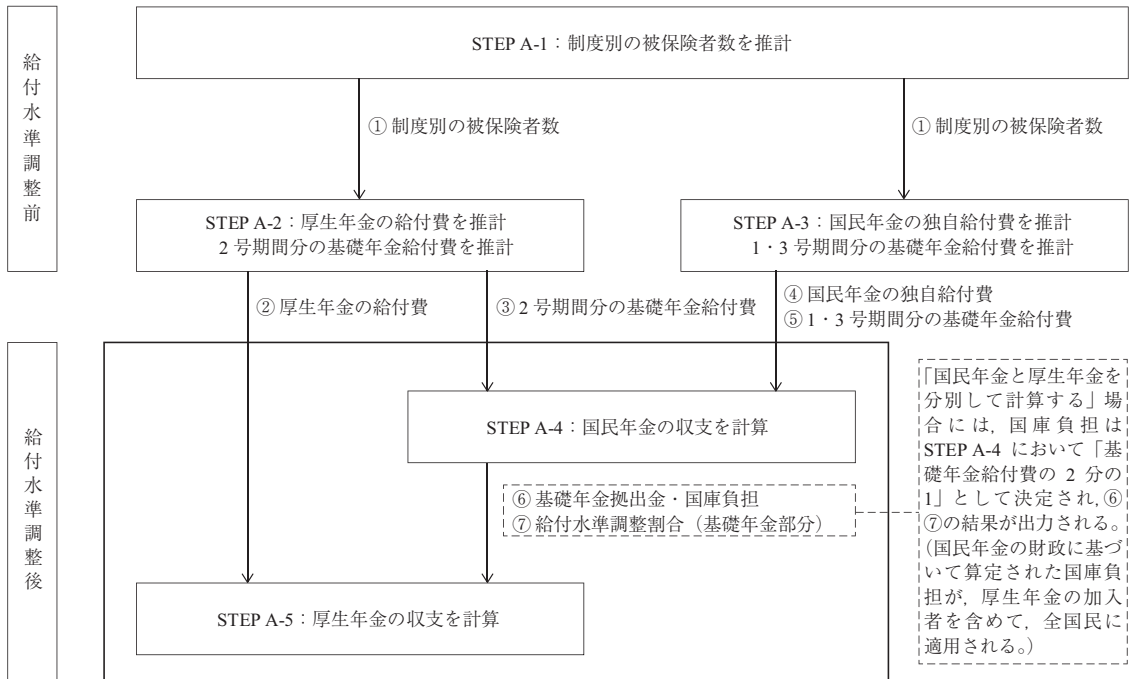 給付水準調整前
STEP A-1：制度別の被保険者数を推計
① 制度別の被保険者数
① 制度別の被保険者数
STEP A-2：厚生年金の給付費を推計
2 号期間分の基礎年金給付費を推計
STEP A-3：国民年金の独自給付費を推計
1・3 号期間分の基礎年金給付費を推計
② 厚生年金の給付費
③ 2 号期間分の基礎年金給付費
④ 国民年金の独自給付費
⑤ 1・3 号期間分の基礎年金給付費
給付水準調整後
STEP A-4：国民年金の収支を計算
⑥ 基礎年金拠出金・国庫負担
⑦ 給付水準調整割合（基礎年金部分）
STEP A-5：厚生年金の収支を計算
「国民年金と厚生年金を
分別して計算する」場
合には，国庫負担は
STEP A-4 において「基
礎年金給付費の 2 分の
1」として決定され，⑥
⑦の結果が出力される。
（国民年金の財政に基づ
いて算定された国庫負
担が，厚生年金の加入
者を含めて，全国民に
適用される。）